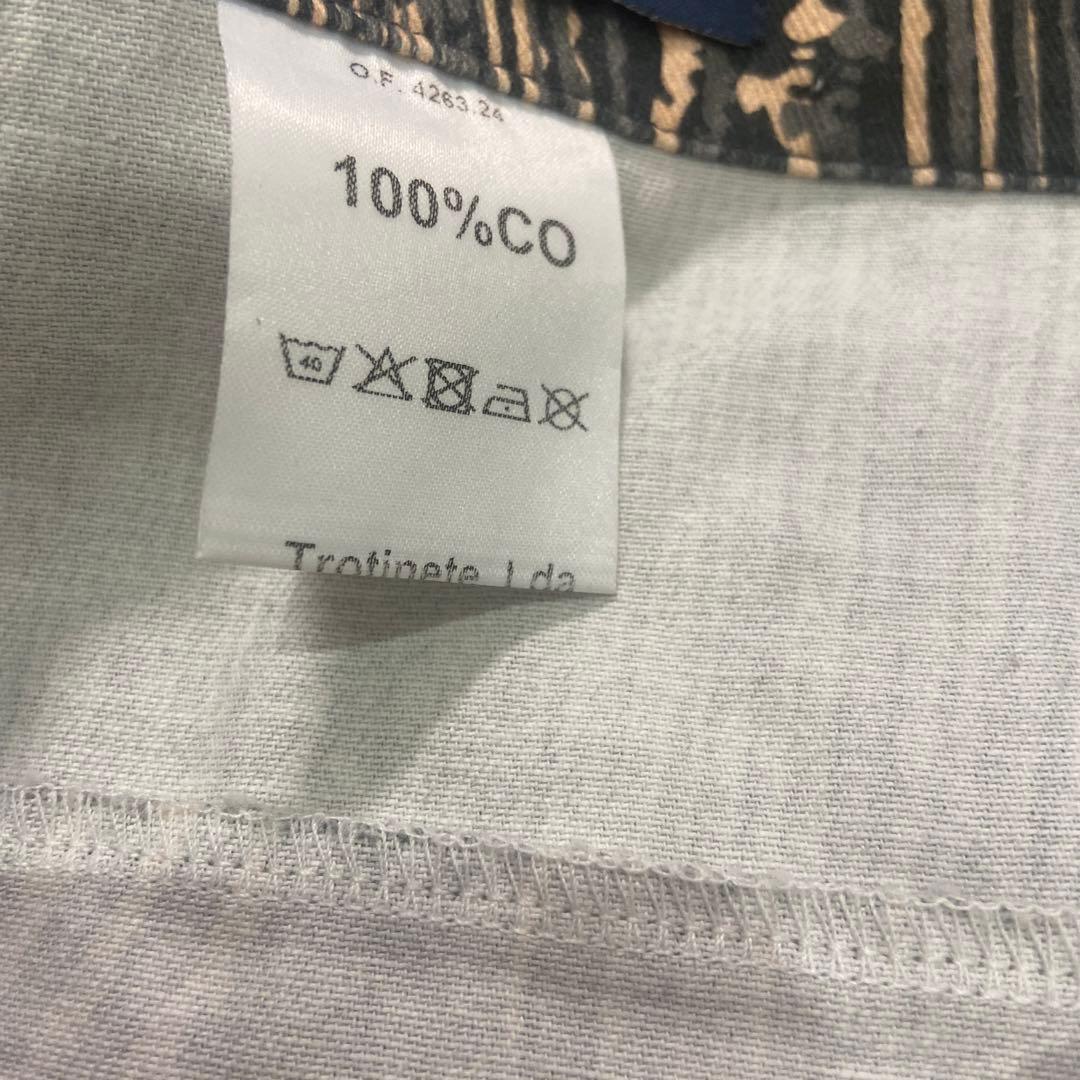 O.F. 4263.24
100%CO
40
Trotinete, Lda